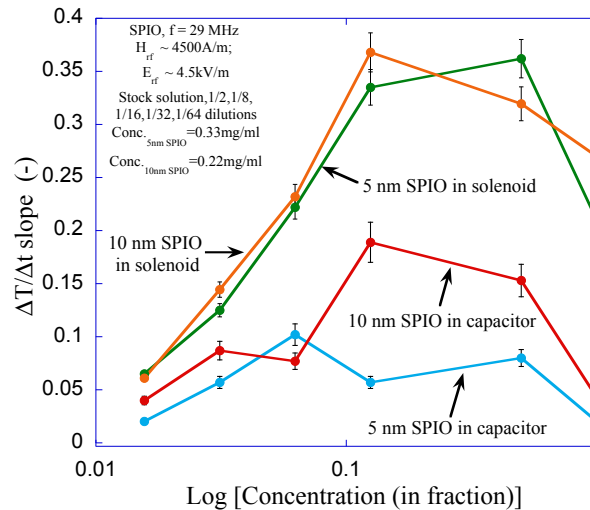 SPIO, f = 29 MHz
H_rf ~ 4500A/m;
E_rf ~ 4.5kV/m
Stock solution,1/2,1/8,
1/16,1/32,1/64 dilutions
Conc._5nm SPIO=0.33mg/ml
Conc._10nm SPIO=0.22mg/ml
0.4
0.35
0.3
0.25
0.2
0.15
0.1
0.05
0
ΔT/Δt slope (-)
5 nm SPIO in solenoid
10 nm SPIO
in solenoid
10 nm SPIO in capacitor
5 nm SPIO in capacitor
0.01
0.1
Log [Concentration (in fraction)]